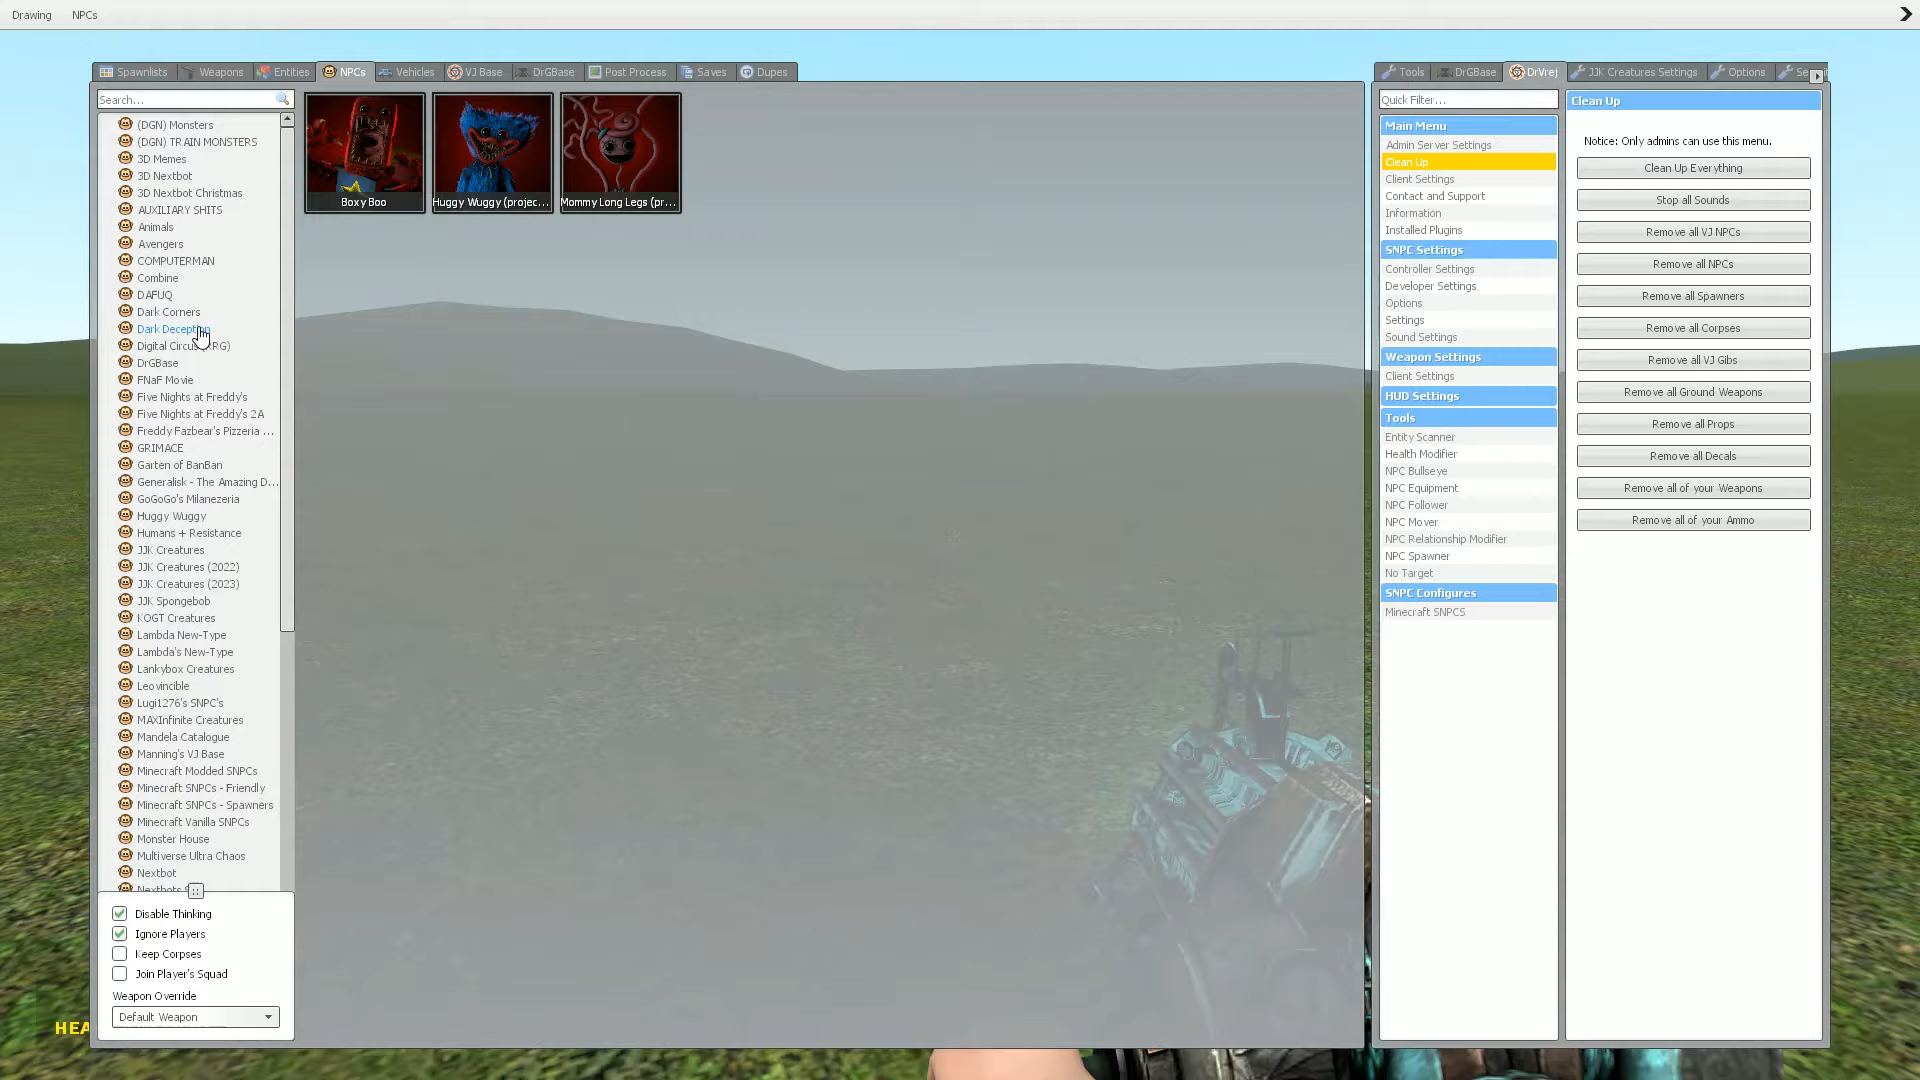 Drawing NPCs
Spawnlists Weapons Entities NPCs Vehicles VJ Base DrGBase Post Process Saves Dupes
Tools DrGBase DrVrej JJK Creatures Settings Options
Search...
(DGN) Monsters
(DGN) TRAIN MONSTERS
3D Memes
3D Nextbot
3D Nextbot Christmas
AUXILIARY SHITS
Animals
Avengers
COMPUTERMAN
Combine
DAFUQ
Dark Corners
Dark Deception
Digital Circus
DrGBase
FNaF Movie
Five Nights at Freddy's
Five Nights at Freddy's 2A
Freddy Fazbear's Pizzeria ...
GRIMACE
Garten of BanBan
Generalisk - The Amazing D...
GoGoGo's Milanezeria
Huggy Wuggy
Humans + Resistance
JJK Creatures
JJK Creatures (2022)
JJK Creatures (2023)
JJK Spongebob
KOGT Creatures
Lambda New-Type
Lambda's New-Type
Lankybox Creatures
Leovincible
Lugi1276's SNPC's
MAXInfinite Creatures
Mandela Catalogue
Manning's VJ Base
Minecraft Modded SNPCs
Minecraft SNPCs - Friendly
Minecraft SNPCs - Spawners
Minecraft Vanilla SNPCs
Monster House
Multiverse Ultra Chaos
Nextbot
Nextbots
Disable Thinking
Ignore Players
Keep Corpses
Join Player's Squad
Weapon Override
Default Weapon
HEA
Boxy Boo
Huggy Wuggy (projec...
Mommy Long Legs (pr...
Quick Filter...
Main Menu
Admin Server Settings
Clean Up
Client Settings
Contact and Support
Information
Installed Plugins
SNPC Settings
Controller Settings
Developer Settings
Options
Settings
Sound Settings
Weapon Settings
Client Settings
HUD Settings
Tools
Entity Scanner
Health Modifier
NPC Bullseye
NPC Equipment
NPC Follower
NPC Mover
NPC Relationship Modifier
NPC Spawner
No Target
SNPC Configures
Minecraft SNPCS
Clean Up
Notice: Only admins can use this menu.
Clean Up Everything
Stop all Sounds
Remove all VJ NPCs
Remove all NPCs
Remove all Spawners
Remove all Corpses
Remove all VJ Gibs
Remove all Ground Weapons
Remove all Props
Remove all Decals
Remove all of your Weapons
Remove all of your Ammo